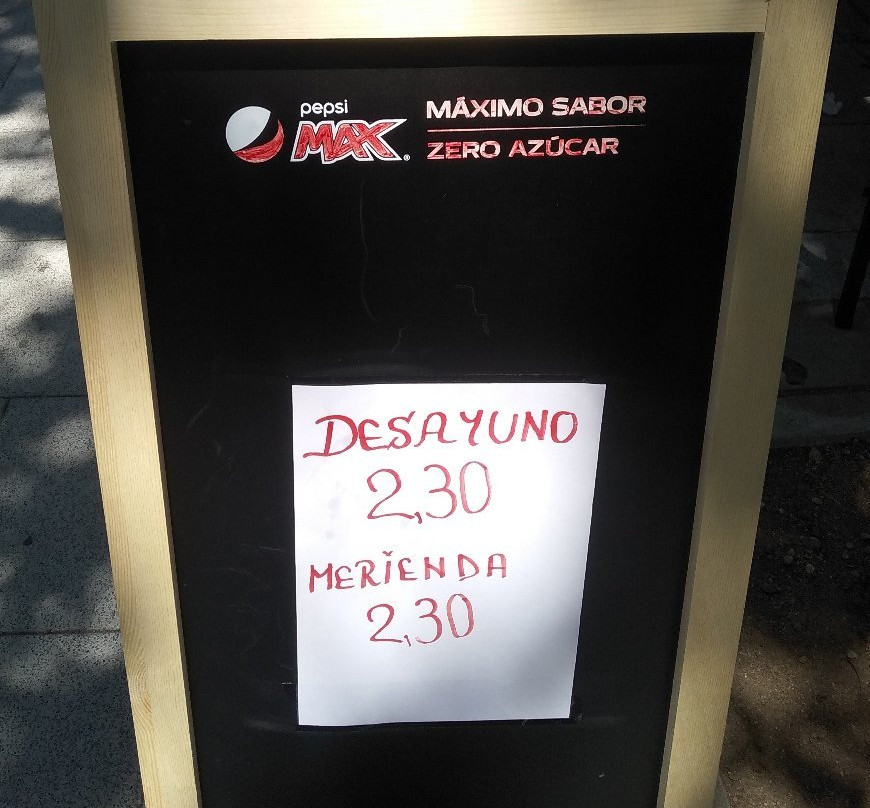 pepsi
MAX®
MÁXIMO SABOR
ZERO AZÚCAR
DESAYUNO
2,30
MERIENDA
2,30